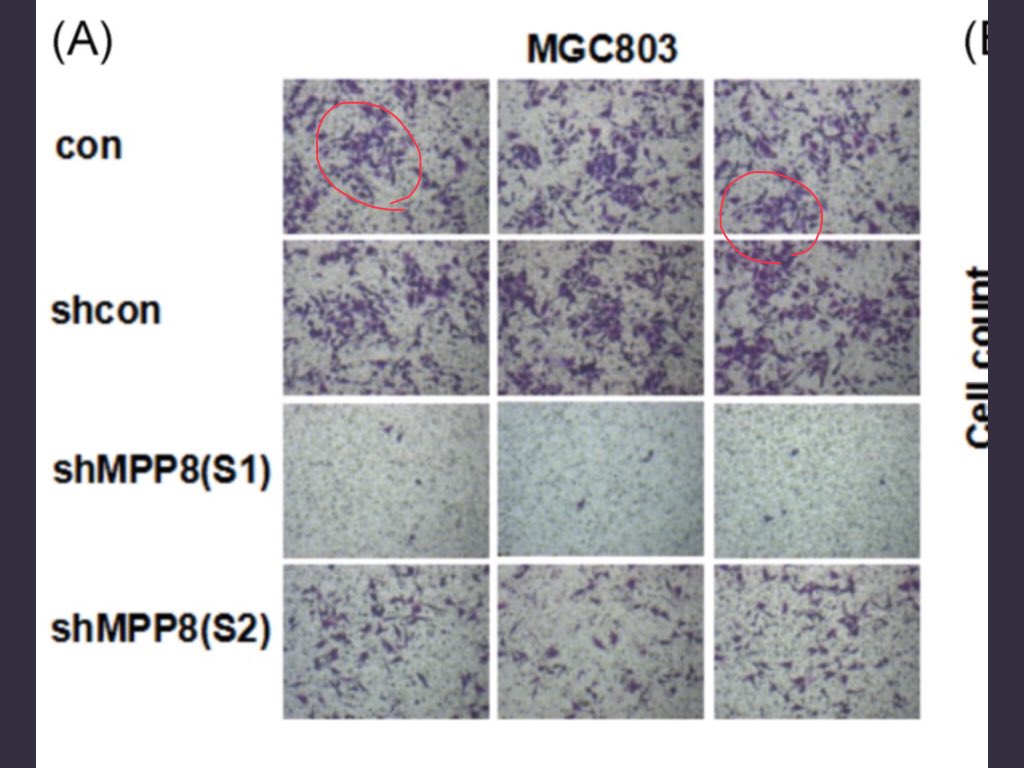 (A)
MGC803
con
shcon
shMPP8(S1)
shMPP8(S2)
Cell count